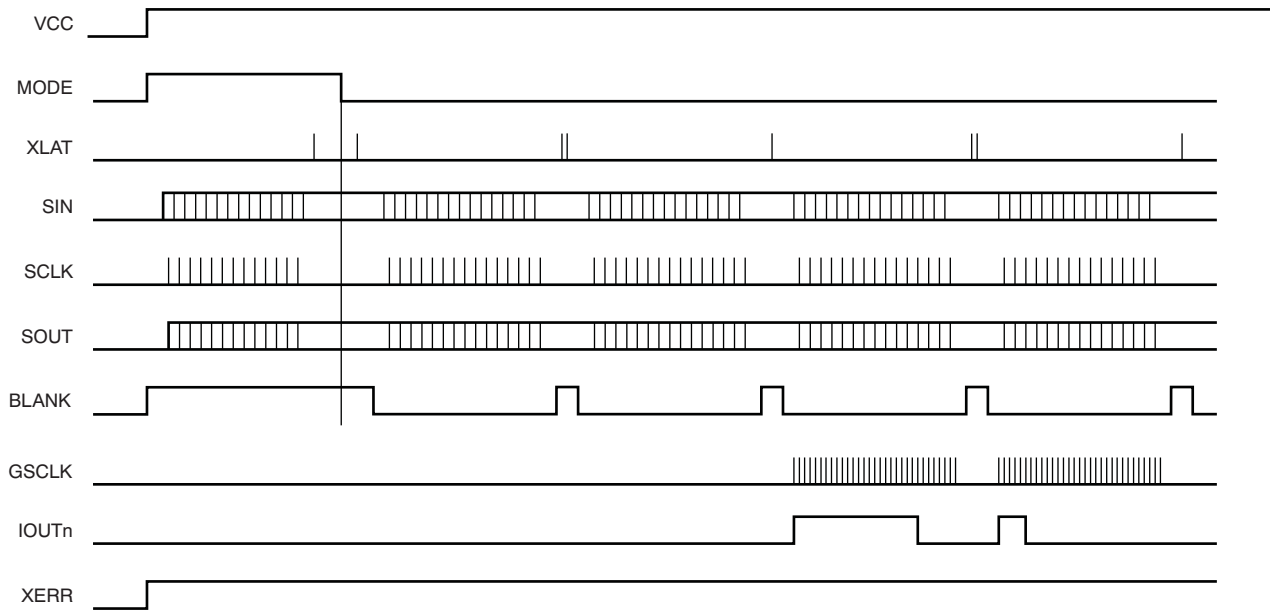 VCC
MODE
XLAT
SIN
SCLK
SOUT
BLANK
GSCLK
IOUTn
XERR